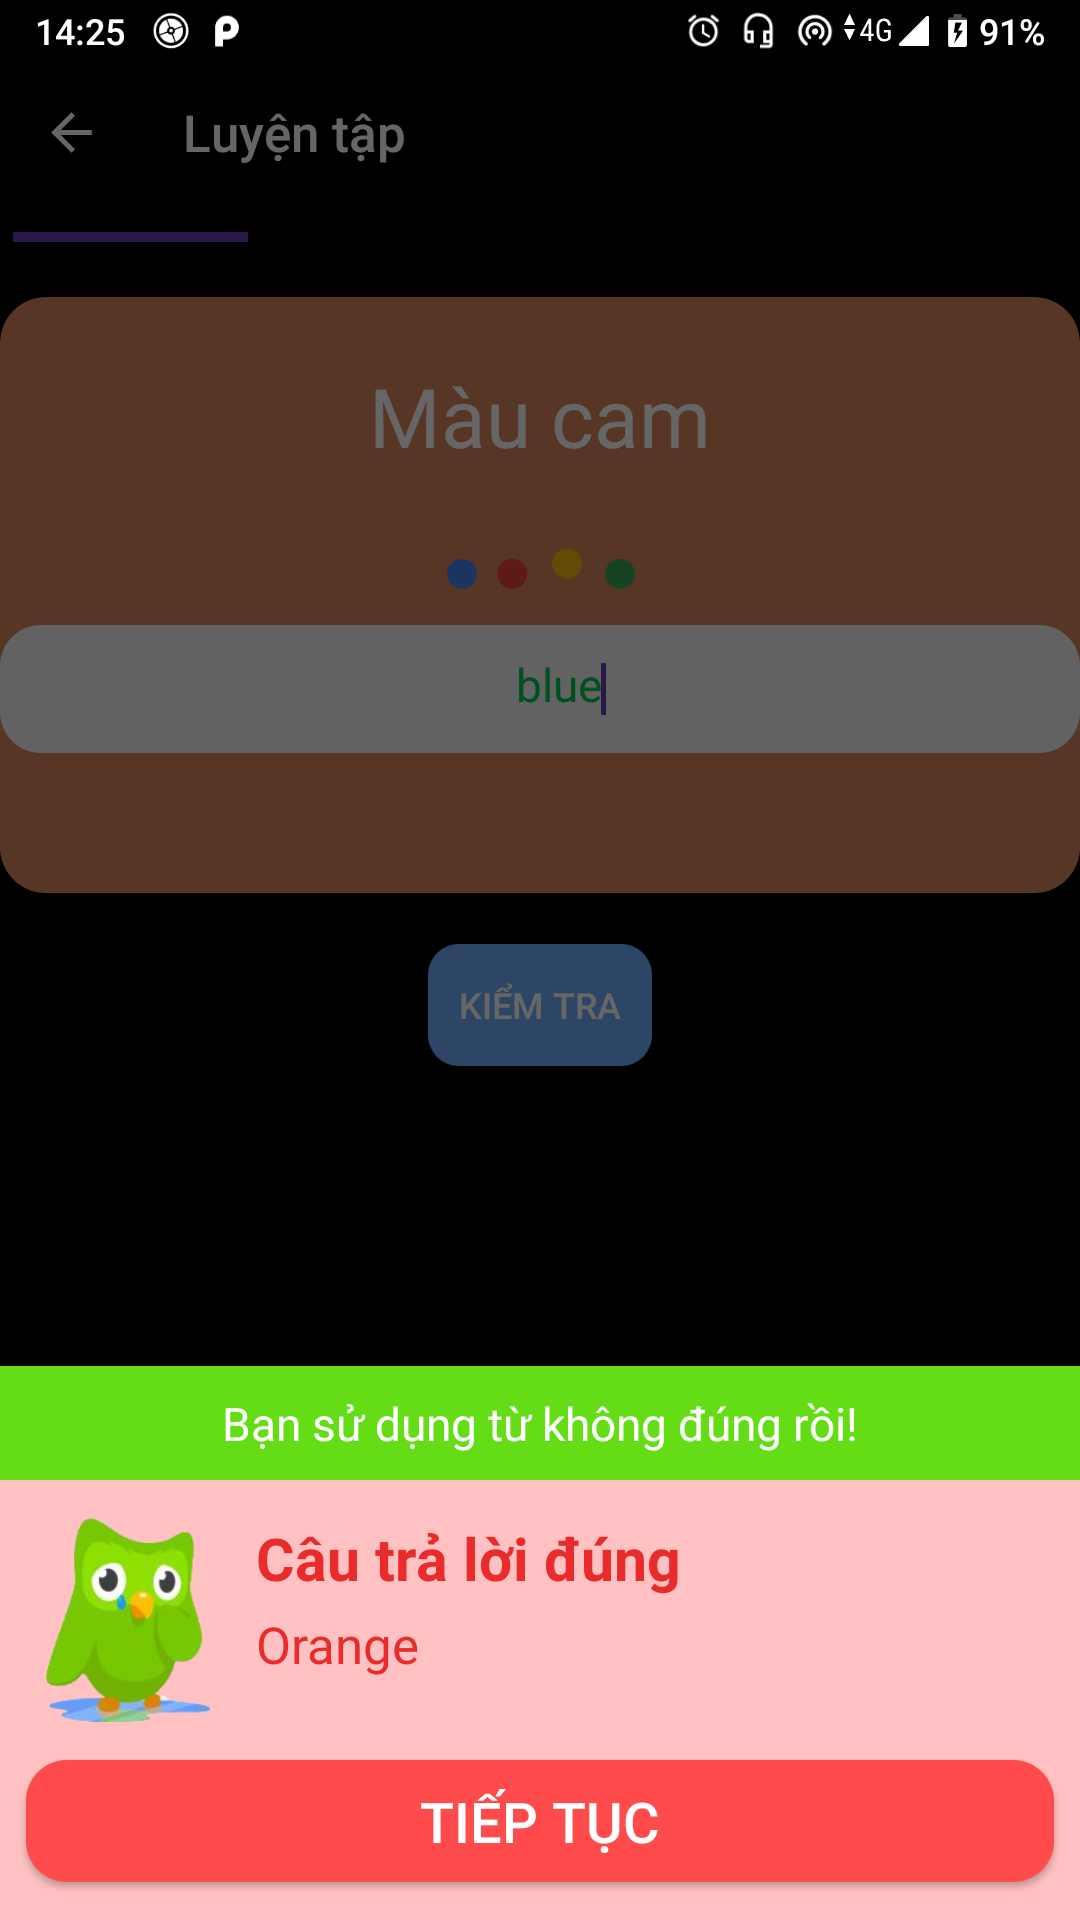 14:25
4G
91%
Luyện tập
Màu cam
blue
KIỂM TRA
Bạn sử dụng từ không đúng rồi!
Câu trả lời đúng
Orange
TIẾP TỤC